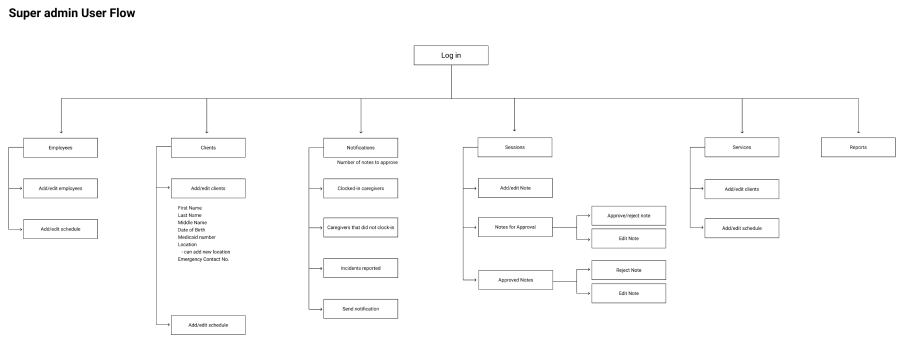 Super admin User Flow
Log in
Employees
Clients
Notifications
Sessions
Services
Reports
Number of notes to approve
Add/edit employees
Add/edit clients
Clocked-in caregivers
Add/edit Note
Add/edit clients
First Name
Last Name
Middle Name
Date of Birth
Medicaid number
Location
- can add new location
Emergency Contact No.
Add/edit schedule
Caregivers that did not clock-in
Notes for Approval
Approve/reject note
Edit Note
Add/edit schedule
Incidents reported
Approved Notes
Reject Note
Edit Note
Send notification
Add/edit schedule